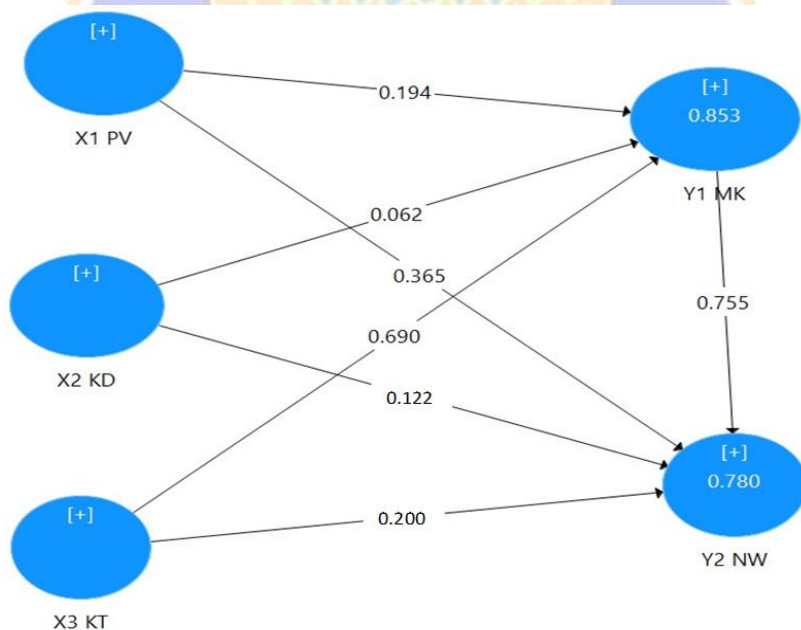 [+]
X1 PV
0.194
[+]
0.853
Y1 MK
0.062
[+]
X2 KD
0.365
0.755
0.690
0.122
[+]
0.780
Y2 NW
[+]
X3 KT
0.200